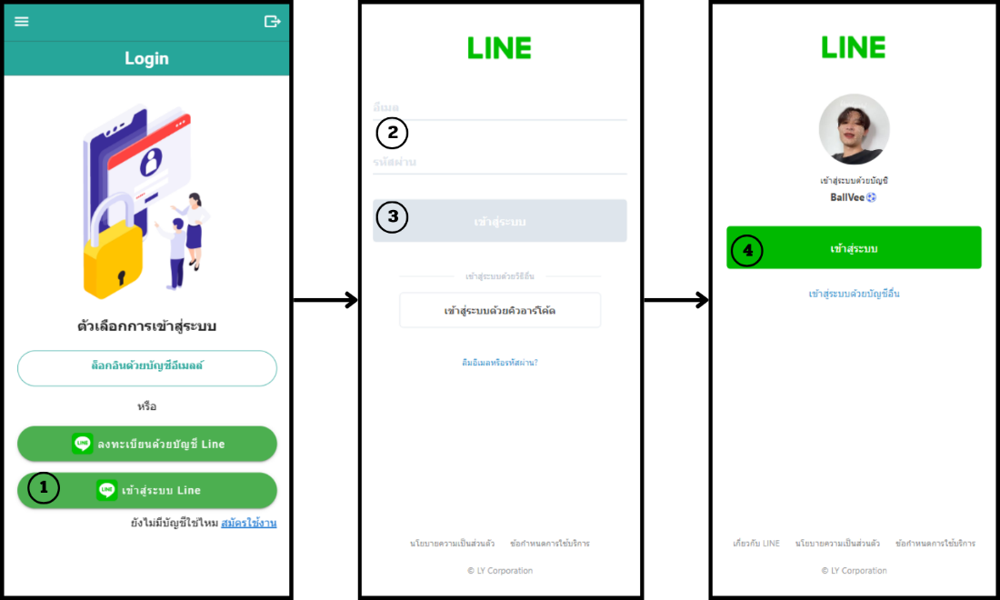 Login
ตัวเลือกการเข้าสู่ระบบ
ล็อกอินด้วยบัญชีอีเมลล์
หรือ
LINE ลงทะเบียนด้วยบัญชี Line
1 LINE เข้าสู่ระบบ Line
ยังไม่มีบัญชีใช่ไหม สมัครใช้งาน
LINE
อีเมล
2
รหัสผ่าน
3 เข้าสู่ระบบ
เข้าสู่ระบบด้วยวิธีอื่น
เข้าสู่ระบบด้วยคิวอาร์โค้ด
ลืมอีเมลหรือรหัสผ่าน?
นโยบายความเป็นส่วนตัว ข้อกำหนดการใช้บริการ
© LY Corporation
LINE
เข้าสู่ระบบด้วยบัญชี
BallVee
4 เข้าสู่ระบบ
เข้าสู่ระบบด้วยบัญชีอื่น
เกี่ยวกับ LINE นโยบายความเป็นส่วนตัว ข้อกำหนดการใช้บริการ
© LY Corporation